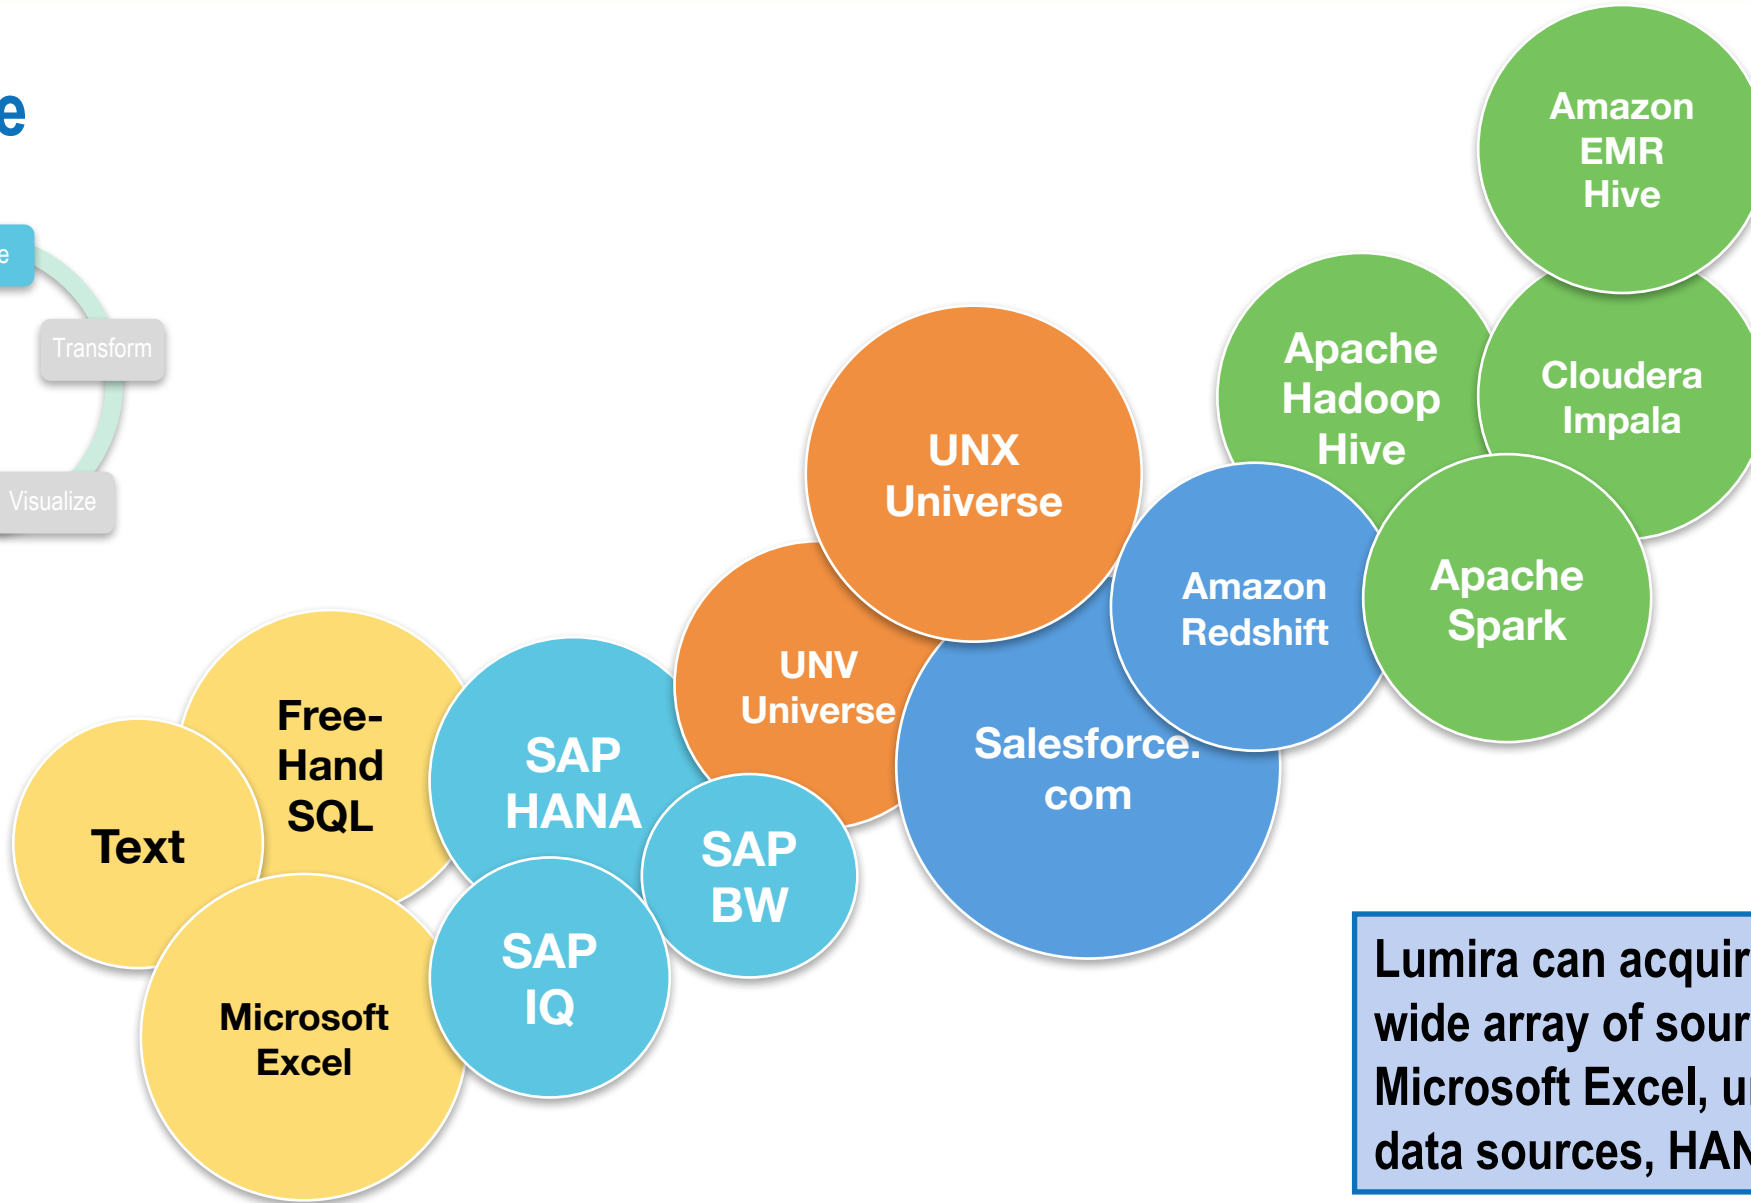 e
e
Transform
Visualize
Amazon
EMR
Hive
Apache
Hadoop
Hive
Cloudera
Impala
UNX
Universe
Amazon
Redshift
Apache
Spark
UNV
Universe
Salesforce.
com
Free-
Hand
SQL
SAP
HANA
Text
SAP
BW
SAP
IQ
Microsoft
Excel
Lumira can acquir
wide array of sour
Microsoft Excel, u
data sources, HAN